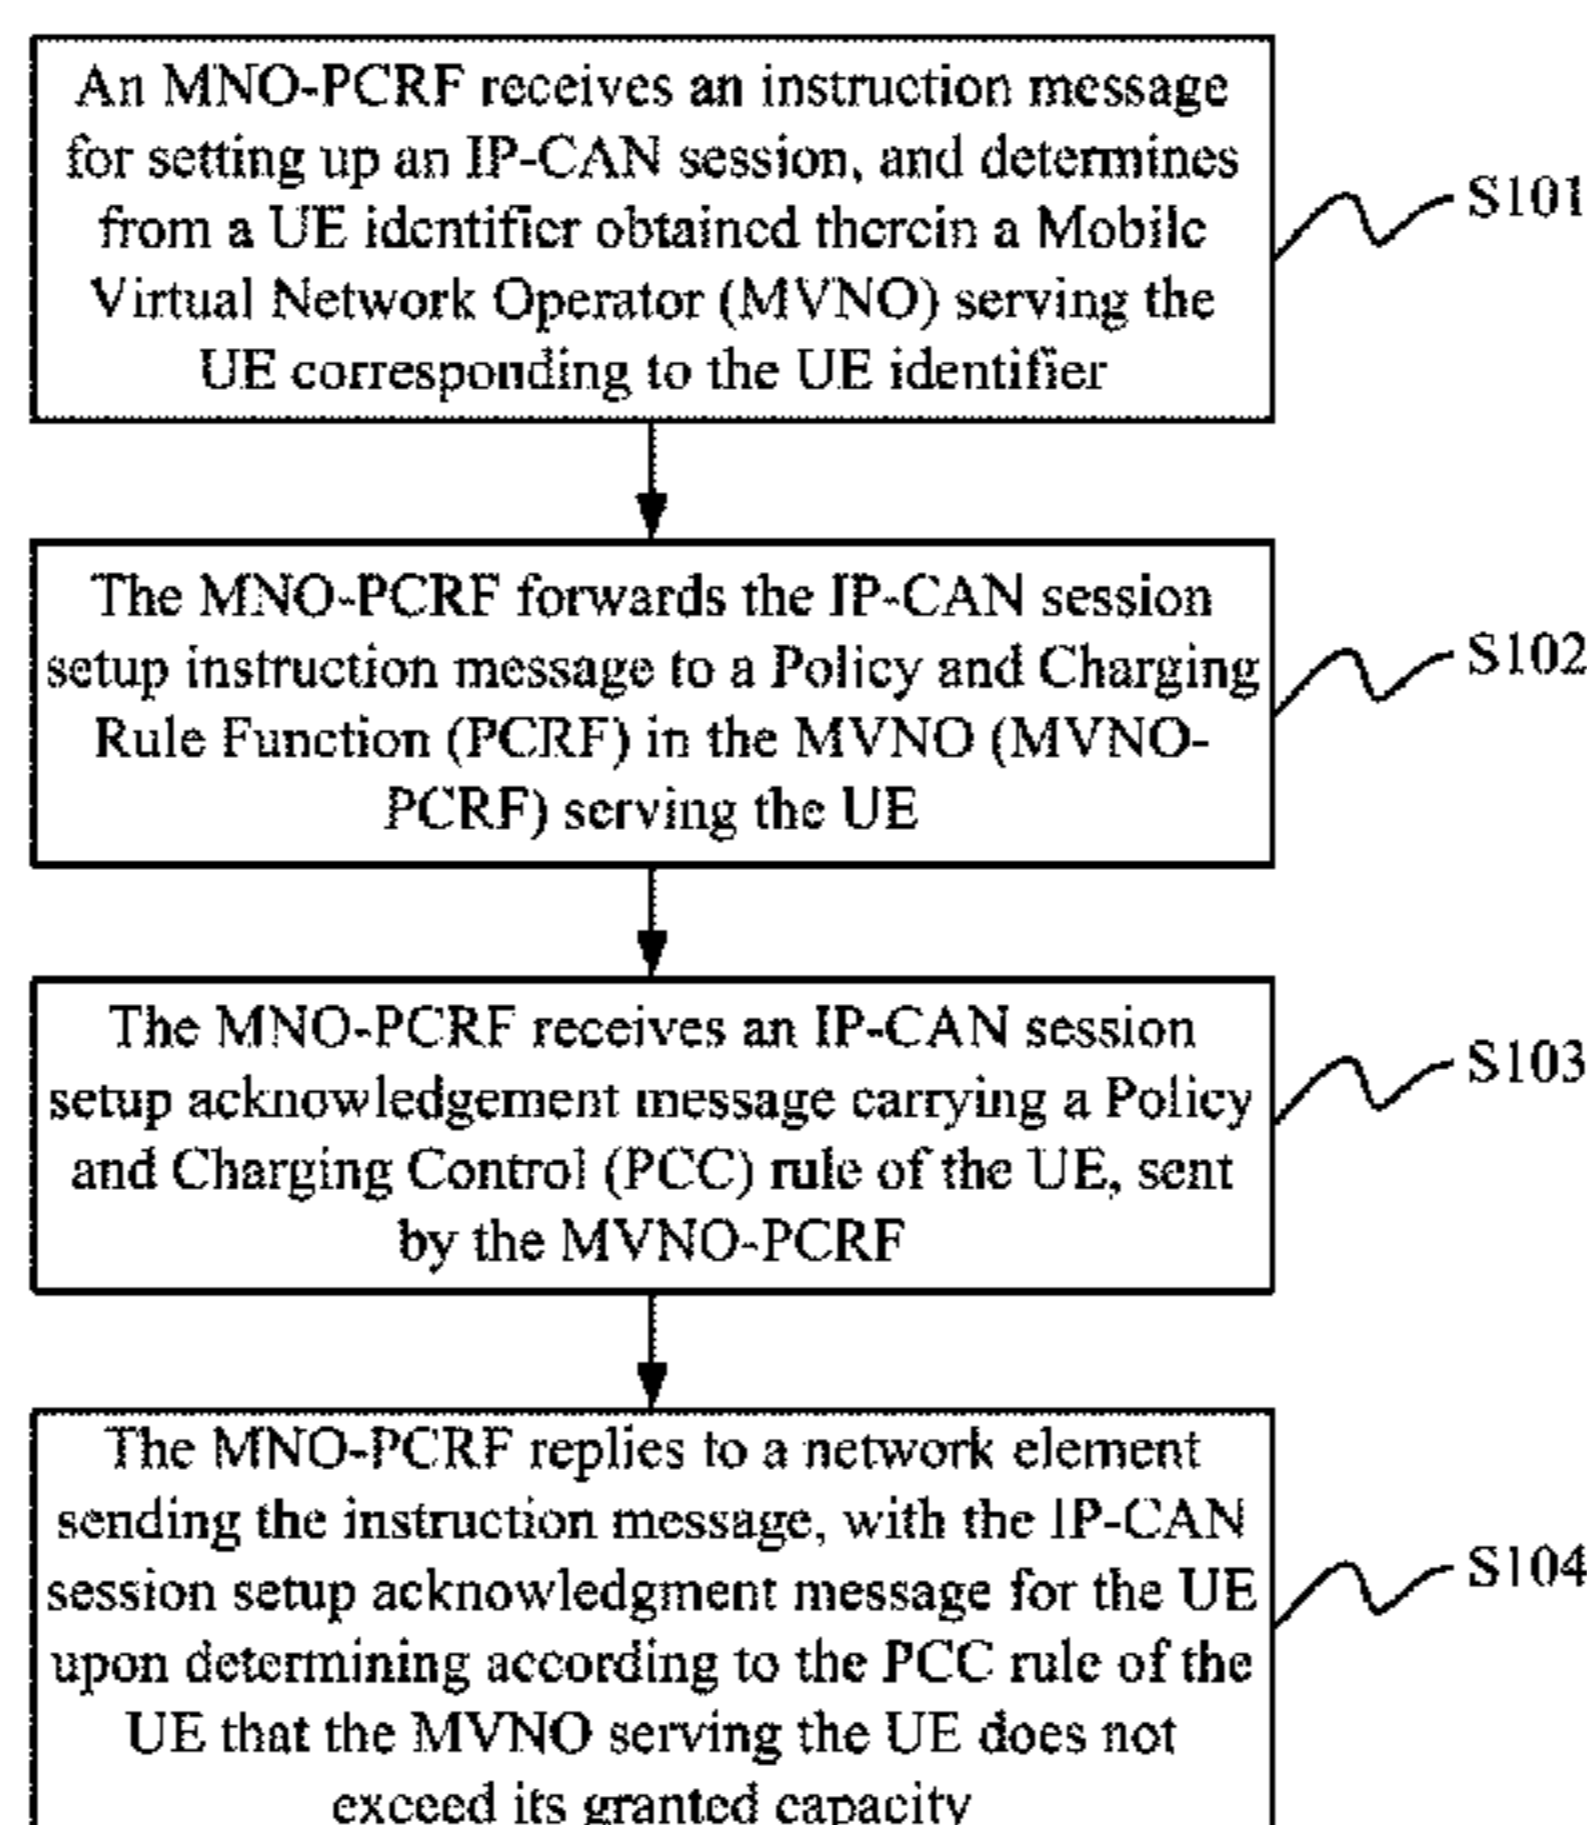 An MNO-PCRF receives an instruction message
for setting up an IP-CAN session, and determines
from a UE identifier obtained therein a Mobile
Virtual Network Operator (MVNO) serving the
UE corresponding to the UE identifier
S101
The MNO-PCRF forwards the IP-CAN session
setup instruction message to a Policy and Charging
Rule Function (PCRF) in the MVNO (MVNO-
PCRF) serving the UE
S102
The MNO-PCRF receives an IP-CAN session
setup acknowledgement message carrying a Policy
and Charging Control (PCC) rule of the UE, sent
by the MVNO-PCRF
S103
The MNO-PCRF replies to a network element
sending the instruction message, with the IP-CAN
session setup acknowledgment message for the UE
upon determining according to the PCC rule of the
UE that the MVNO serving the UE does not
exceed its granted capacity
S104